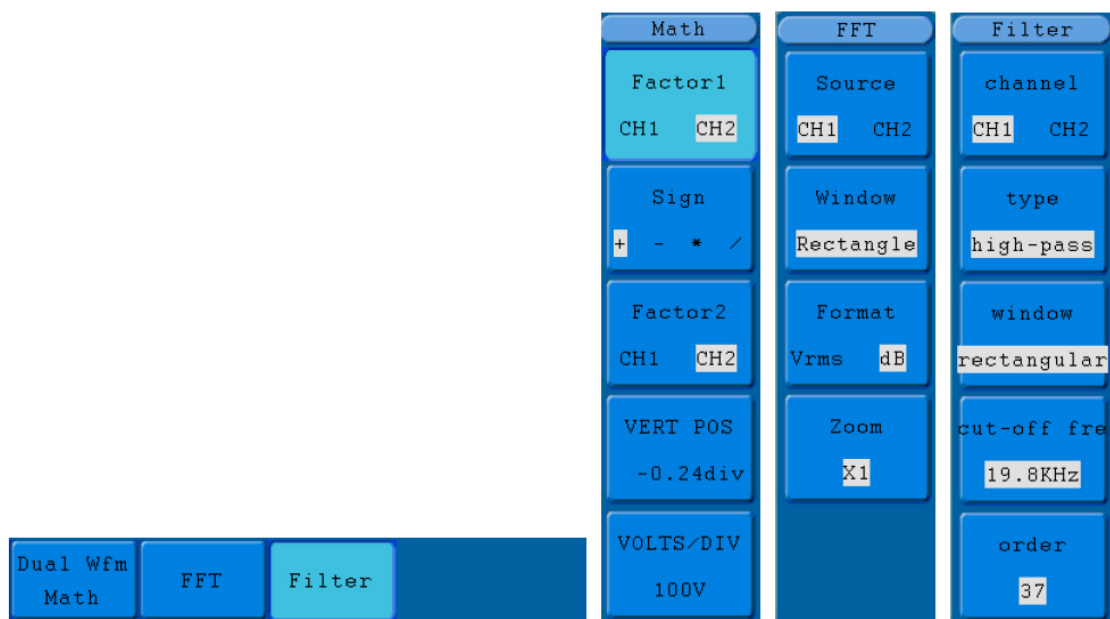 Math
Factor1
CH1 CH2
Sign
+ - * /
Factor2
CH1 CH2
VERT POS
-0.24div
VOLTS/DIV
100V
FFT
Source
CH1 CH2
Window
Rectangle
Format
Vrms dB
Zoom
X1
Filter
channel
CH1 CH2
type
high-pass
window
rectangular
cut-off fre
19.8KHz
order
37
Dual Wfm
Math
FFT
Filter